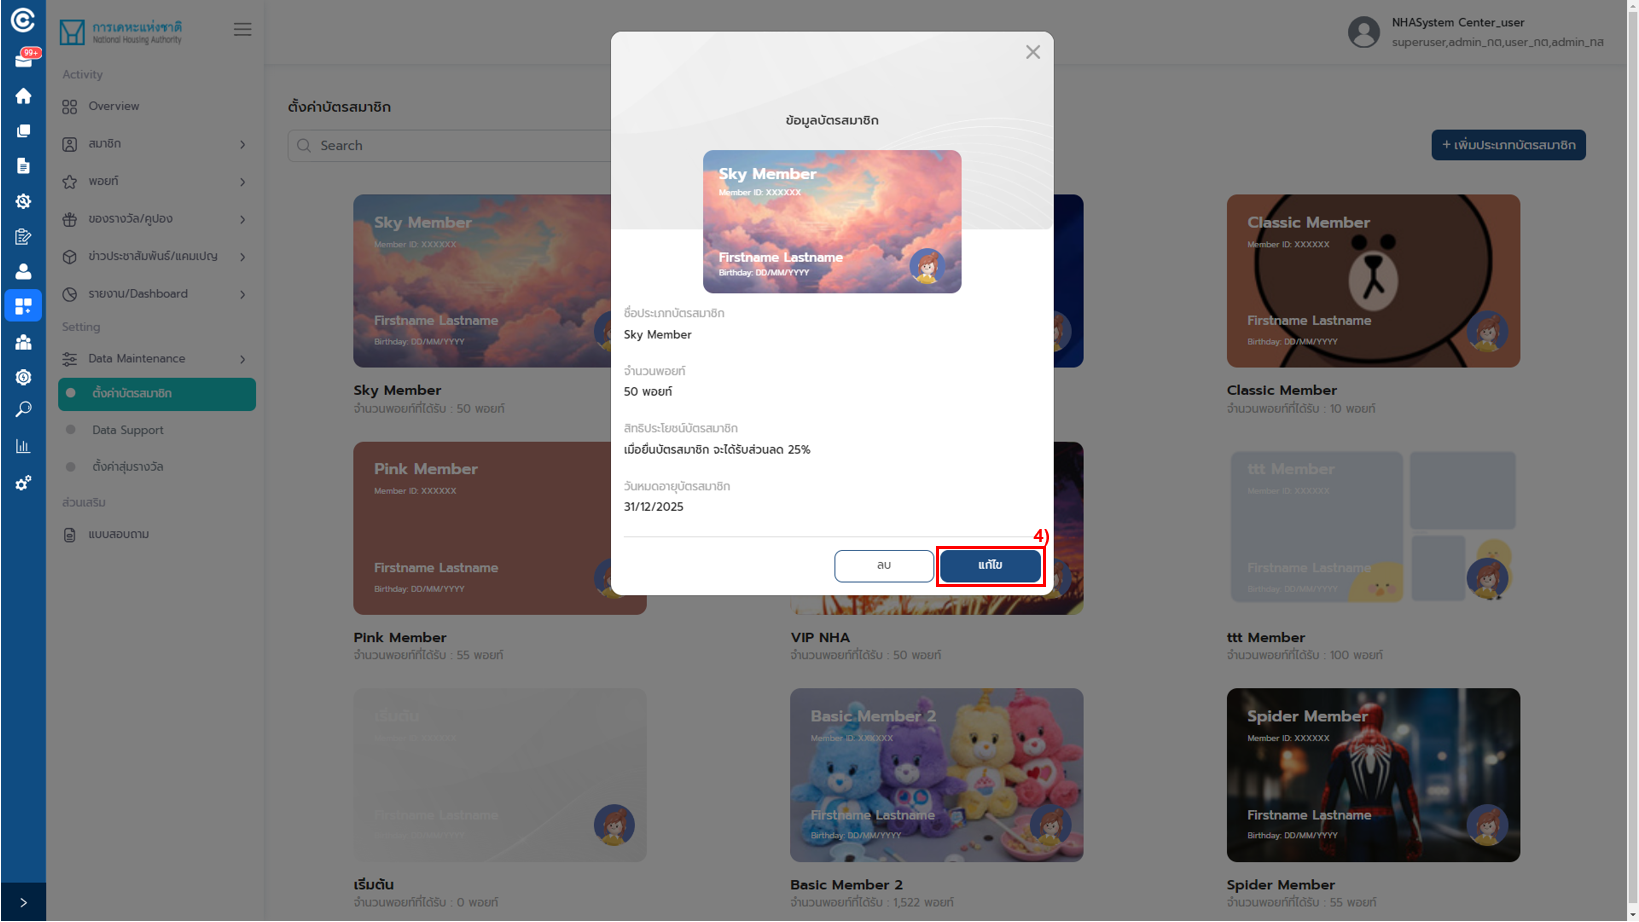 99+
การเคหะแห่งชาติ
National Housing Authority
NHASystem Center_user
superuser,admin_กต,user_กต,admin_กส
Activity
Overview
สมาชิก
พอยท์
ของรางวัล/คูปอง
ข่าวประชาสัมพันธ์/แคมเปญ
รายงาน/Dashboard
Setting
Data Maintenance
ตั้งค่าบัตรสมาชิก
Data Support
ตั้งค่าสุ่มรางวัล
ส่วนเสริม
แบบสอบถาม
ตั้งค่าบัตรสมาชิก
Search
+ เพิ่มประเภทบัตรสมาชิก
ข้อมูลบัตรสมาชิก
Sky Member
Member ID: XXXXXX
Firstname Lastname
Birthday: DD/MM/YYYY
ชื่อประเภทบัตรสมาชิก
Sky Member
จำนวนพอยท์
50 พอยท์
สิทธิประโยชน์บัตรสมาชิก
เมื่อยื่นบัตรสมาชิก จะได้รับส่วนลด 25%
วันหมดอายุบัตรสมาชิก
31/12/2025
4)
ลบ
แก้ไข
Sky Member
Member ID: XXXXXX
Firstname Lastname
Birthday: DD/MM/YYYY
Sky Member
จำนวนพอยท์ที่ได้รับ : 50 พอยท์
Classic Member
Member ID: XXXXXX
Firstname Lastname
Birthday: DD/MM/YYYY
Classic Member
จำนวนพอยท์ที่ได้รับ : 10 พอยท์
Pink Member
Member ID: XXXXXX
Firstname Lastname
Birthday: DD/MM/YYYY
Pink Member
จำนวนพอยท์ที่ได้รับ : 55 พอยท์
VIP NHA
จำนวนพอยท์ที่ได้รับ : 50 พอยท์
ttt Member
Member ID: XXXXXX
Firstname Lastname
Birthday: DD/MM/YYYY
ttt Member
จำนวนพอยท์ที่ได้รับ : 100 พอยท์
เริ่มต้น
Member ID: XXXXXX
Firstname Lastname
Birthday: DD/MM/YYYY
เริ่มต้น
จำนวนพอยท์ที่ได้รับ : 0 พอยท์
Basic Member 2
Member ID: XXXXXX
Firstname Lastname
Birthday: DD/MM/YYYY
Basic Member 2
จำนวนพอยท์ที่ได้รับ : 1,522 พอยท์
Spider Member
Member ID: XXXXXX
Firstname Lastname
Birthday: DD/MM/YYYY
Spider Member
จำนวนพอยท์ที่ได้รับ : 55 พอยท์